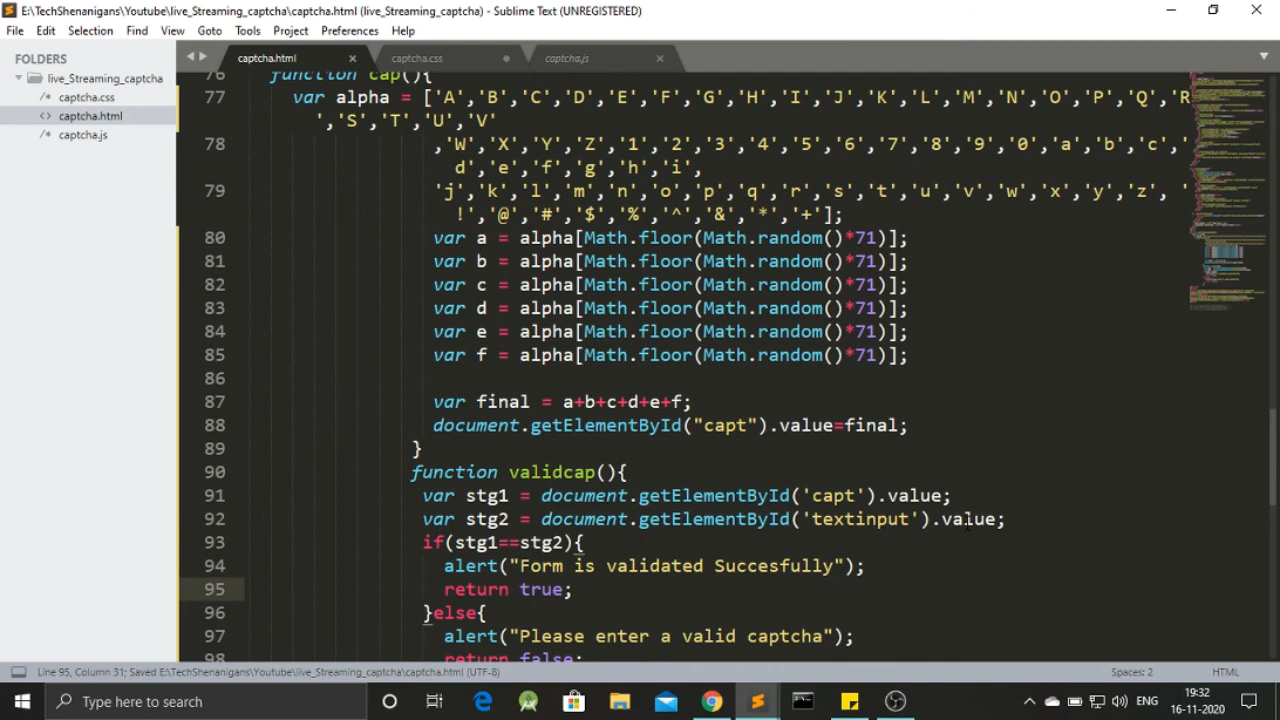 E:\TechShenanigans\Youtube\live_Streaming_captcha\captcha.html (live_Streaming_captcha) - Sublime Text (UNREGISTERED)
File Edit Selection Find View Goto Tools Project Preferences Help
FOLDERS
live_Streaming_captcha
/* captcha.css
<> captcha.html
/* captcha.js
captcha.html × captcha.css captcha.js ×
76 function cap(){
77 var alpha = ['A','B','C','D','E','F','G','H','I','J','K','L','M','N','O','P','Q','R
','S','T','U','V'
78 ,'W','X','Y','Z','1','2','3','4','5','6','7','8','9','0','a','b','c','
d','e','f','g','h','i',
79 'j','k','l','m','n','o','p','q','r','s','t','u','v','w','x','y','z', '
!','@','#','$','%','^','&','*','+'];
80 var a = alpha[Math.floor(Math.random()*71)];
81 var b = alpha[Math.floor(Math.random()*71)];
82 var c = alpha[Math.floor(Math.random()*71)];
83 var d = alpha[Math.floor(Math.random()*71)];
84 var e = alpha[Math.floor(Math.random()*71)];
85 var f = alpha[Math.floor(Math.random()*71)];
86
87 var final = a+b+c+d+e+f;
88 document.getElementById("capt").value=final;
89 }
90 function validcap(){
91 var stg1 = document.getElementById('capt').value;
92 var stg2 = document.getElementById('textinput').value;
93 if(stg1==stg2){
94 alert("Form is validated Succesfully");
95 return true;
96 }else{
97 alert("Please enter a valid captcha");
98 return false;
Line 95, Column 31; Saved E:\TechShenanigans\Youtube\live_Streaming_captcha\captcha.html (UTF-8) Spaces: 2 HTML
Type here to search
ENG
19:32
16-11-2020